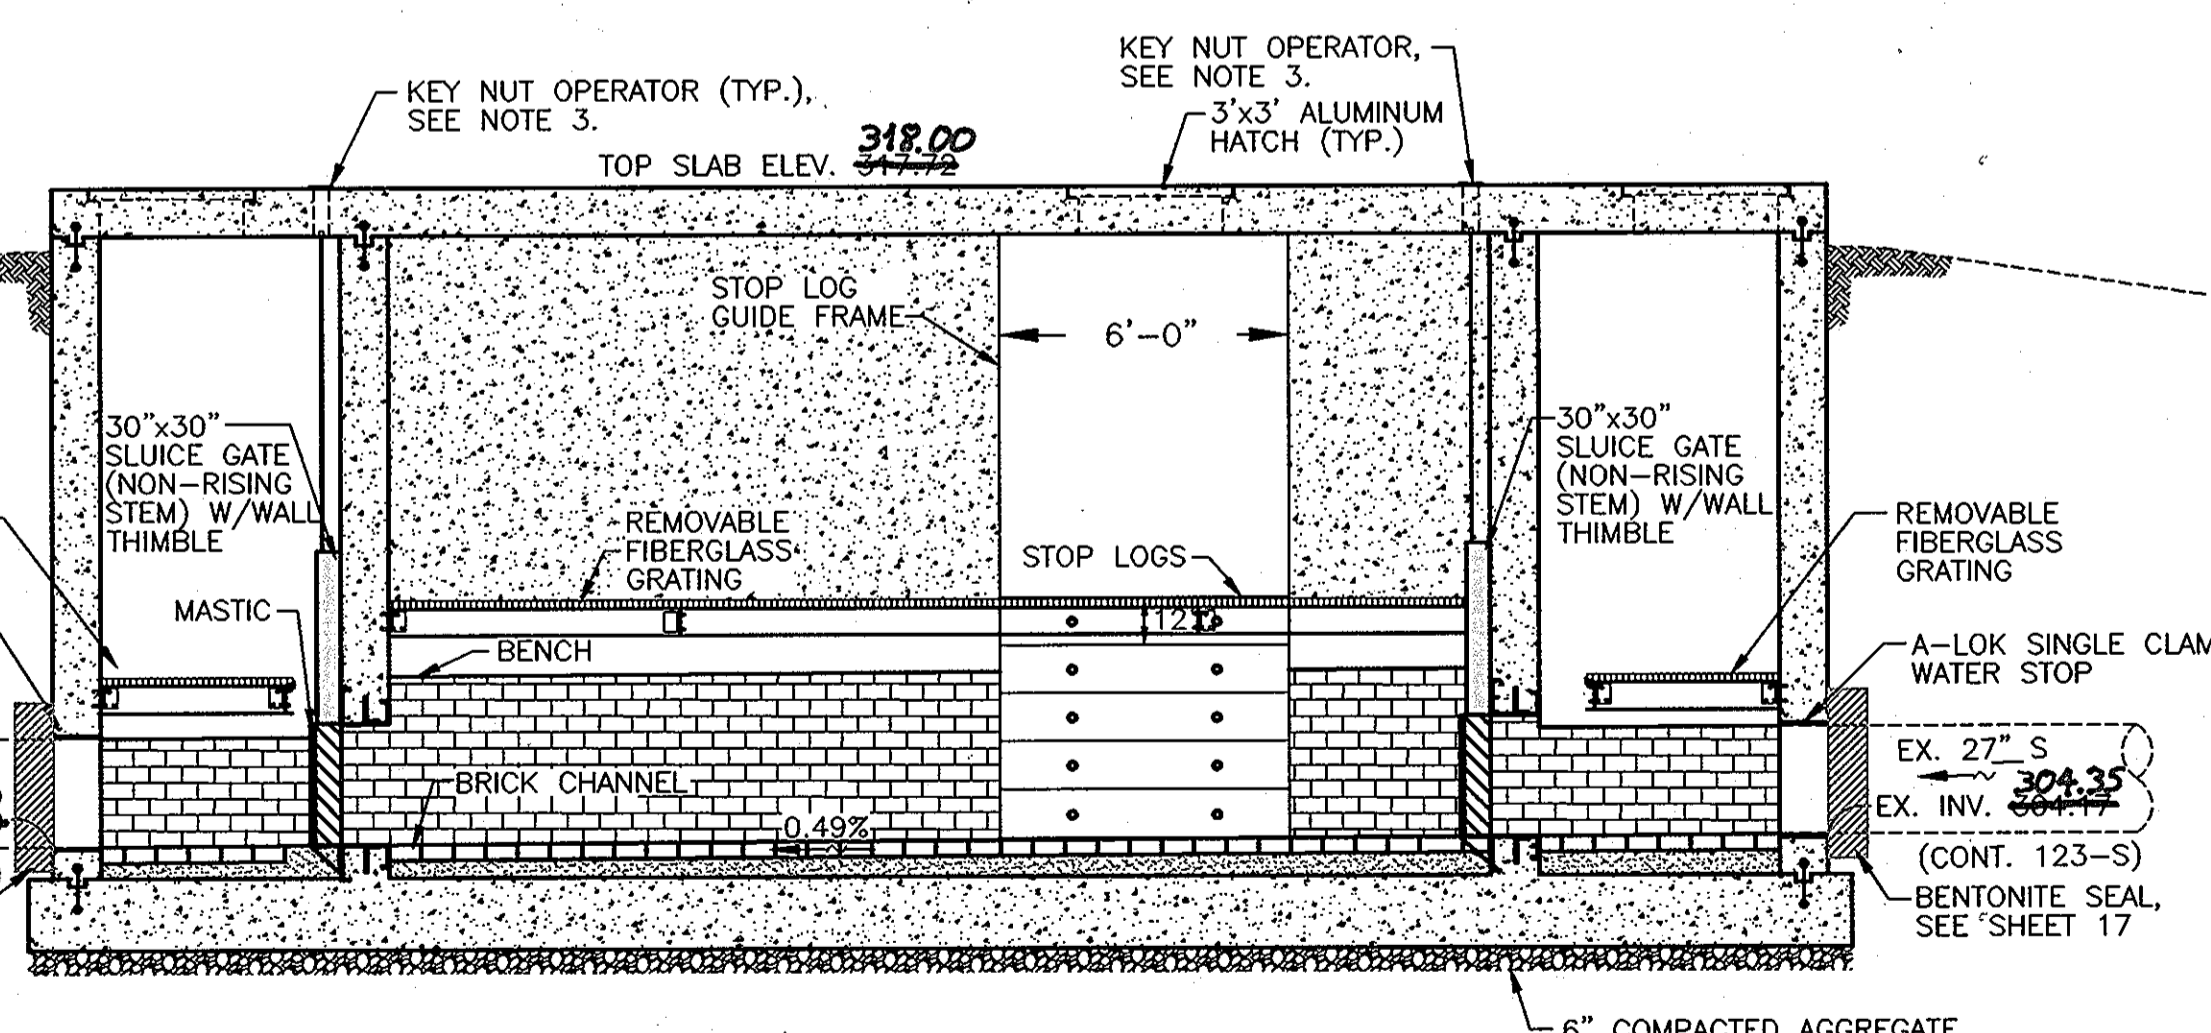 KEY NUT OPERATOR (TYP.),
SEE NOTE 3.
KEY NUT OPERATOR,
SEE NOTE 3.
3'x3' ALUMINUM
HATCH (TYP.)
318.00
TOP SLAB ELEV. 317.72
STOP LOG
GUIDE FRAME
6'-0"
30"x30"
SLUICE GATE
(NON-RISING
STEM) W/WALL
THIMBLE
30"x30"
SLUICE GATE
(NON-RISING
STEM) W/WALL
THIMBLE
REMOVABLE
FIBERGLASS
GRATING
STOP LOGS
REMOVABLE
FIBERGLASS
GRATING
MASTIC
12"
BENCH
A-LOK SINGLE CLAM
WATER STOP
BRICK CHANNEL
0.49%
EX. 27" S
304.35
EX. INV. 304.17
(CONT. 123-S)
BENTONITE SEAL,
SEE SHEET 17
6" COMPACTED AGGREGATE